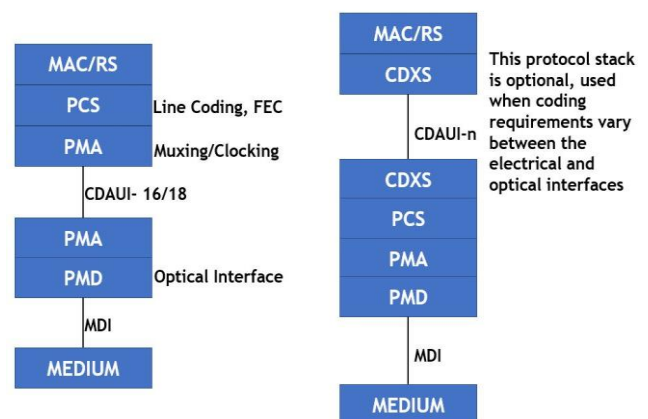 MAC/RS
PCS
Line Coding, FEC
PMA
Muxing/Clocking
CDAUI- 16/18
PMA
PMD
Optical Interface
MDI
MEDIUM
MAC/RS
CDXS
This protocol stack
is optional, used
when coding
requirements vary
between the
electrical and
optical interfaces
CDAUI-n
CDXS
PCS
PMA
PMD
MDI
MEDIUM